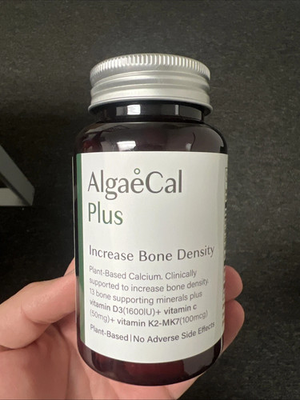 AlgaeCal
Plus
Increase Bone Density
Plant-Based Calcium. Clinically
supported to increase bone density.
13 bone supporting minerals plus
vitamin D3(1600IU)+ vitamin c
(50mg)+ vitamin K2-MK7(100mcg)
Plant-Based | No Adverse Side Effects